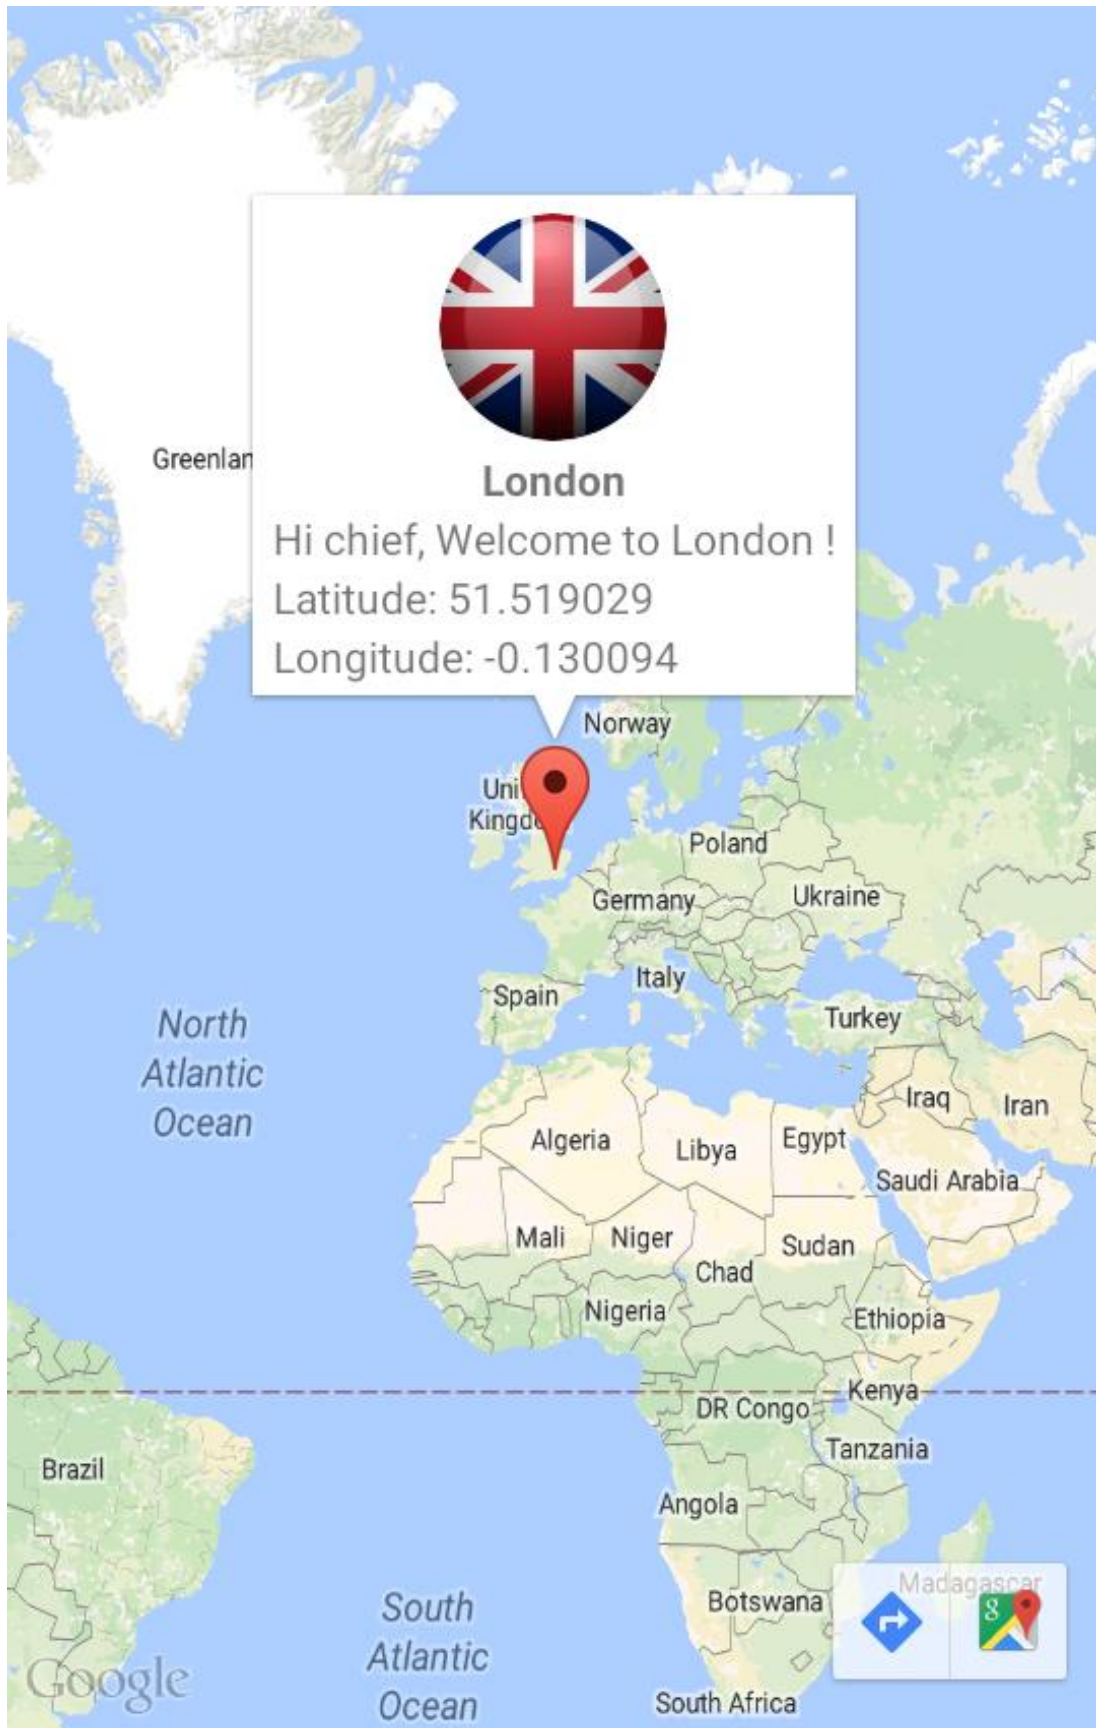 London
Hi chief, Welcome to London !
Latitude: 51.519029
Longitude: -0.130094
Greenlan
Norway
Uni
Kingdo
Poland
Germany
Ukraine
Italy
Spain
Turkey
North
Atlantic
Ocean
Iraq
Iran
Algeria
Libya
Egypt
Saudi Arabia
Mali
Niger
Sudan
Chad
Nigeria
Ethiopia
Kenya
DR Congo
Tanzania
Brazil
Angola
Madagascar
Botswana
South
Atlantic
Ocean
g
Google
South Africa